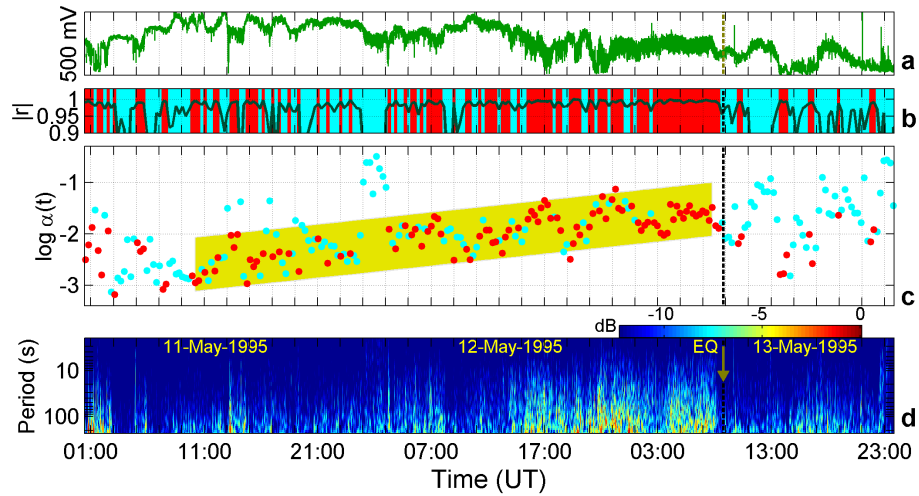 500 mV
a
|r|
1
0.95
0.9
b
log α(t)
-1
-2
-3
c
dB
-10
-5
0
Period (s)
10
100
11-May-1995
12-May-1995
EQ
13-May-1995
d
01:00
11:00
21:00
07:00
17:00
03:00
13:00
23:00
Time (UT)